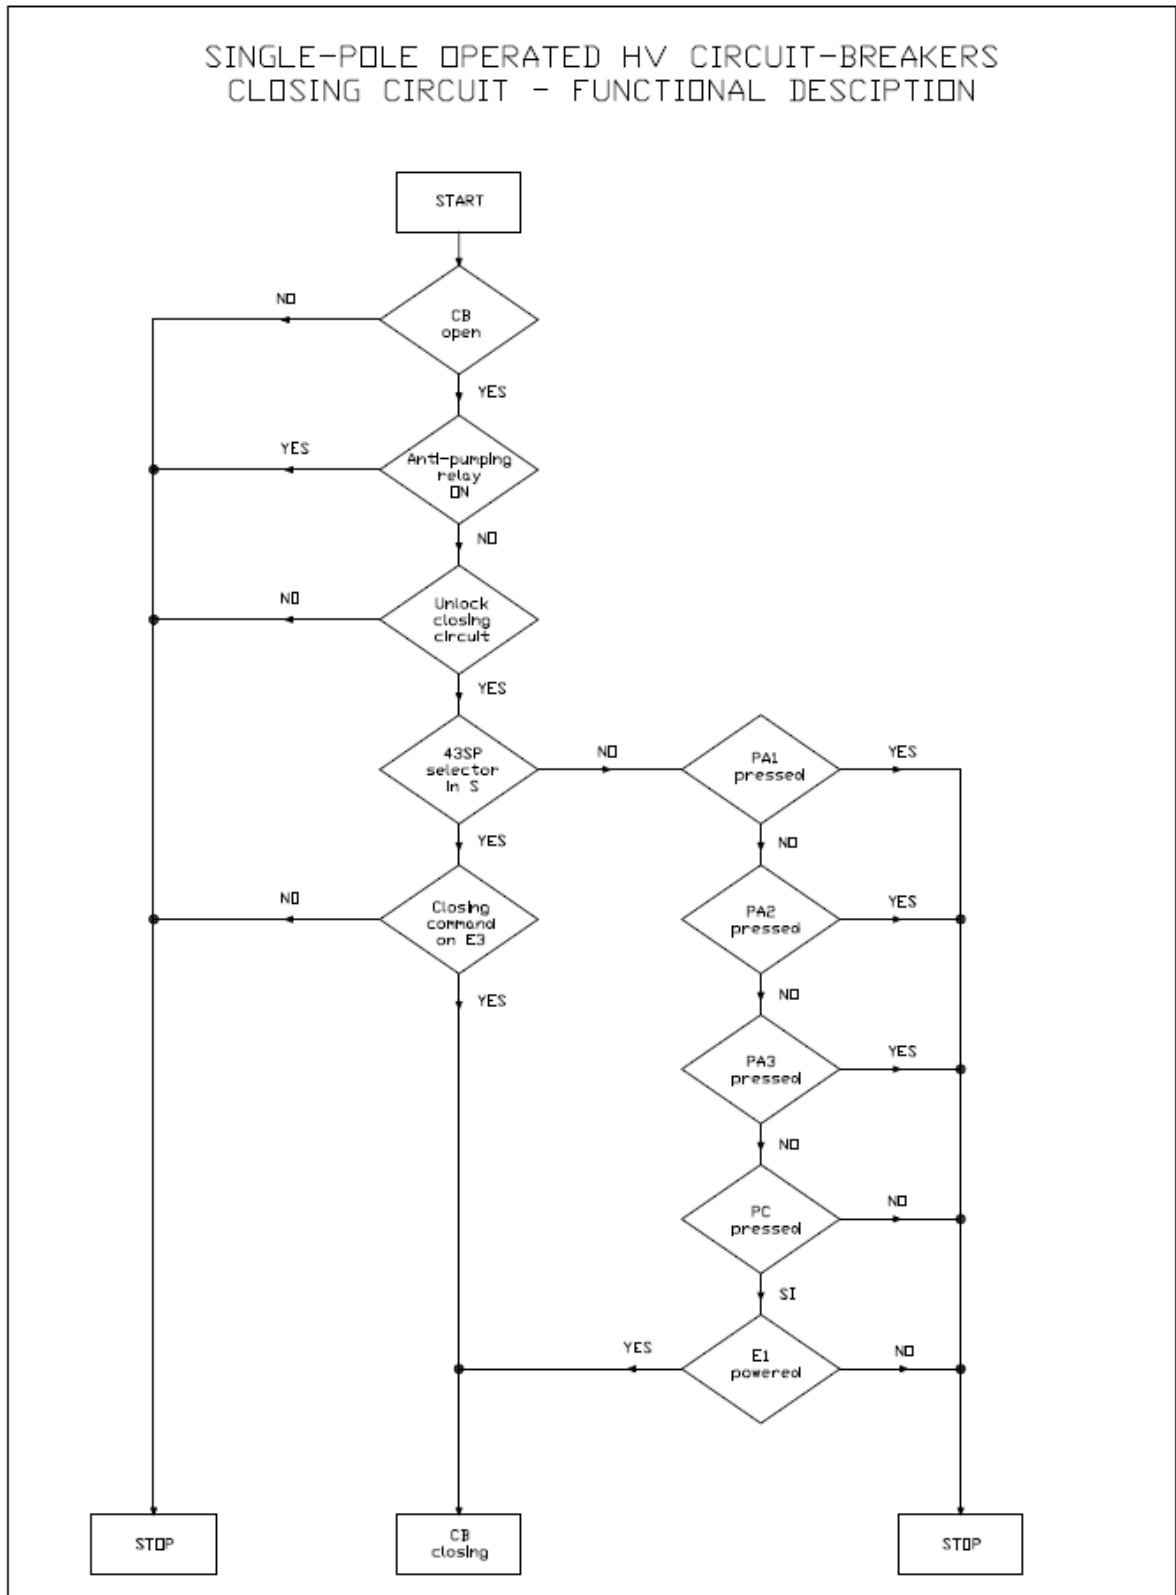 SINGLE-POLE OPERATED HV CIRCUIT-BREAKERS
CLOSING CIRCUIT - FUNCTIONAL DESCIPTION
START
NO
CB
open
YES
YES
Anti-pumping
relay
ON
NO
NO
Unlock
closing
circuit
YES
43SP
selector
in S
NO
PA1
pressed
YES
YES
NO
NO
Closing
command
on E3
PA2
pressed
YES
YES
NO
PA3
pressed
YES
NO
PC
pressed
NO
SI
YES
E1
powered
NO
STOP
CB
closing
STOP